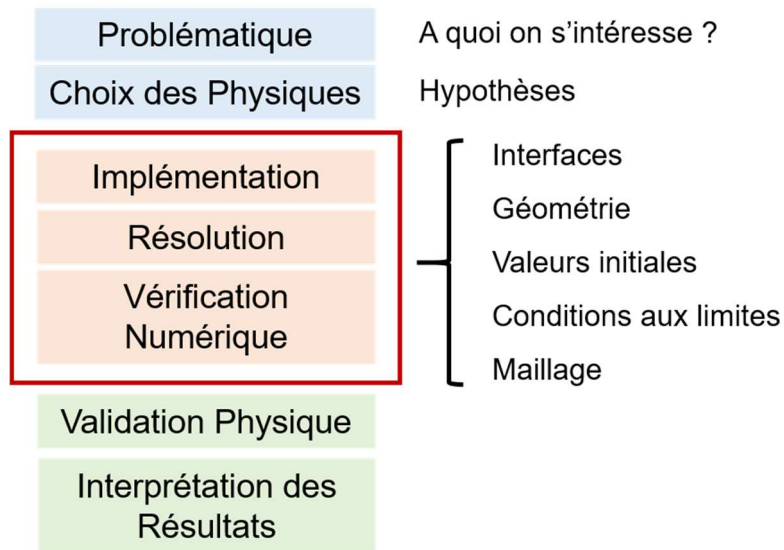 Problématique
A quoi on s'intéresse ?
Choix des Physiques
Hypothèses
Implémentation
Résolution
Vérification
Numérique
Interfaces
Géométrie
Valeurs initiales
Conditions aux limites
Maillage
Validation Physique
Interprétation des
Résultats